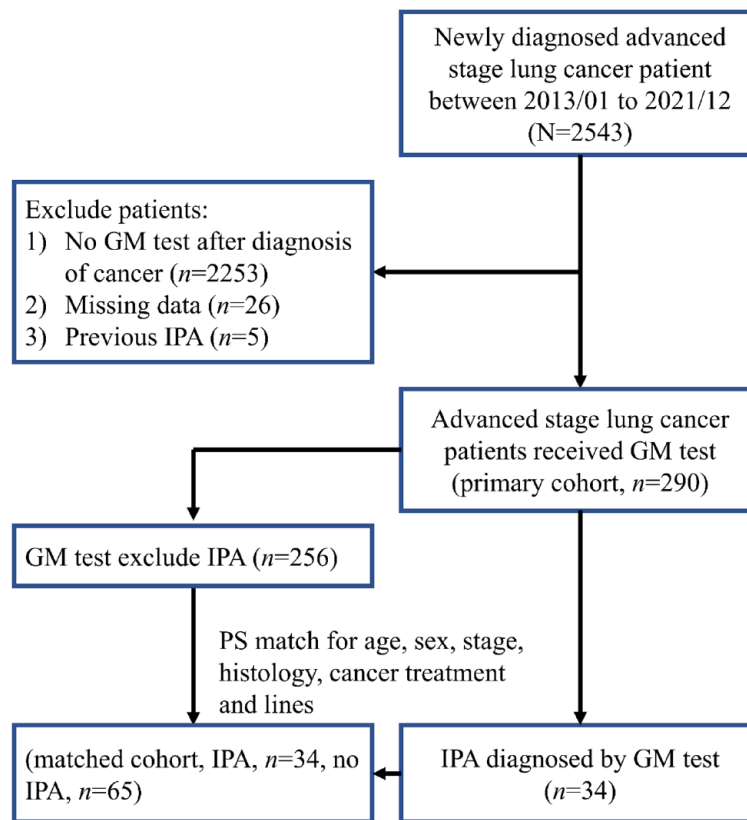 Newly diagnosed advanced
stage lung cancer patient
between 2013/01 to 2021/12
(N=2543)
Exclude patients:
1) No GM test after diagnosis
of cancer (n=2253)
2) Missing data (n=26)
3) Previous IPA (n=5)
Advanced stage lung cancer
patients received GM test
(primary cohort, n=290)
GM test exclude IPA (n=256)
PS match for age, sex, stage,
histology, cancer treatment
and lines
(matched cohort, IPA, n=34, no
IPA, n=65)
IPA diagnosed by GM test
(n=34)